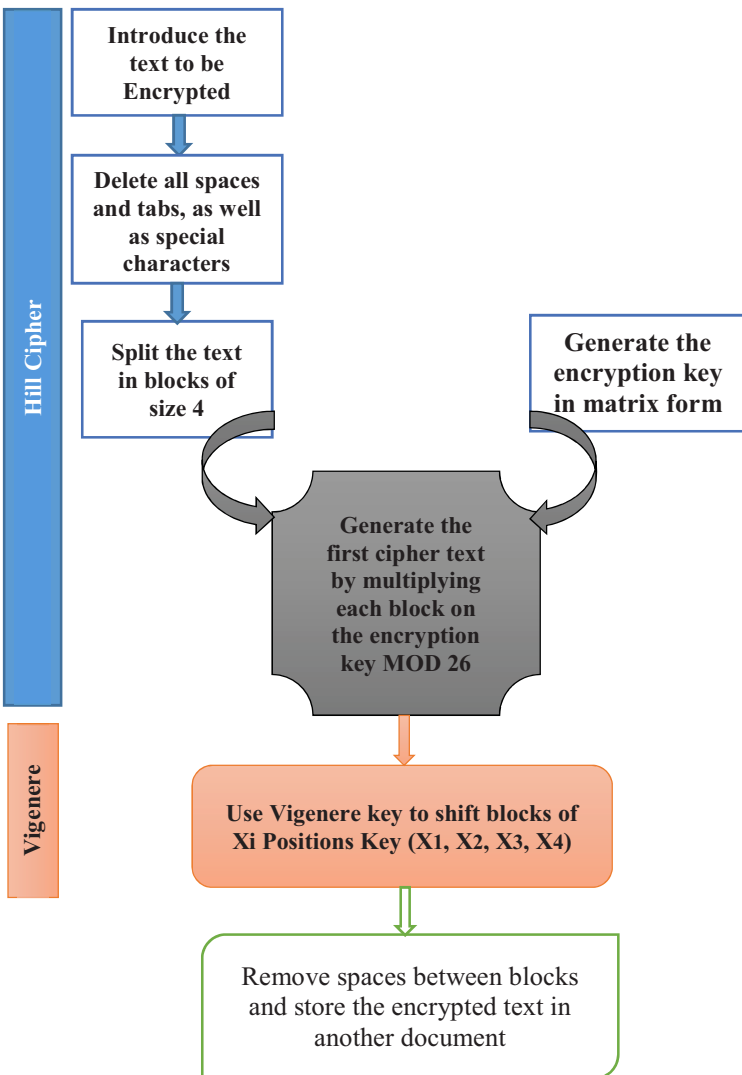 Introduce the
text to be
Encrypted
Delete all spaces
and tabs, as well
as special
characters
Hill Cipher
Split the text
in blocks of
size 4
Generate the
encryption key
in matrix form
Generate the
first cipher text
by multiplying
each block on
the encryption
key MOD 26
Vigenere
Use Vigenere key to shift blocks of
Xi Positions Key (X1, X2, X3, X4)
Remove spaces between blocks
and store the encrypted text in
another document